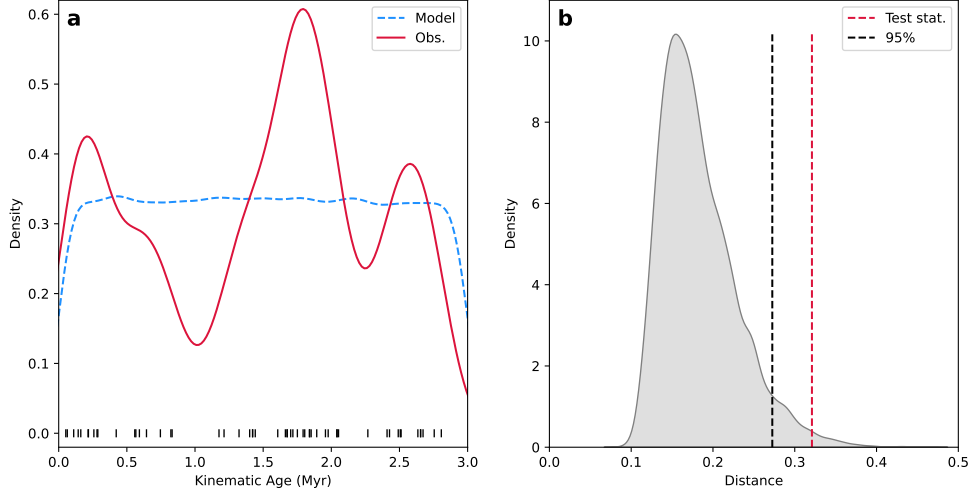 a
Model
Obs.
0.6
0.5
0.4
0.3
0.2
0.1
0.0
Density
0.0 0.5 1.0 1.5 2.0 2.5 3.0
Kinematic Age (Myr)
b
Test stat.
95%
10
8
6
4
2
0
Density
0.0 0.1 0.2 0.3 0.4 0.5
Distance